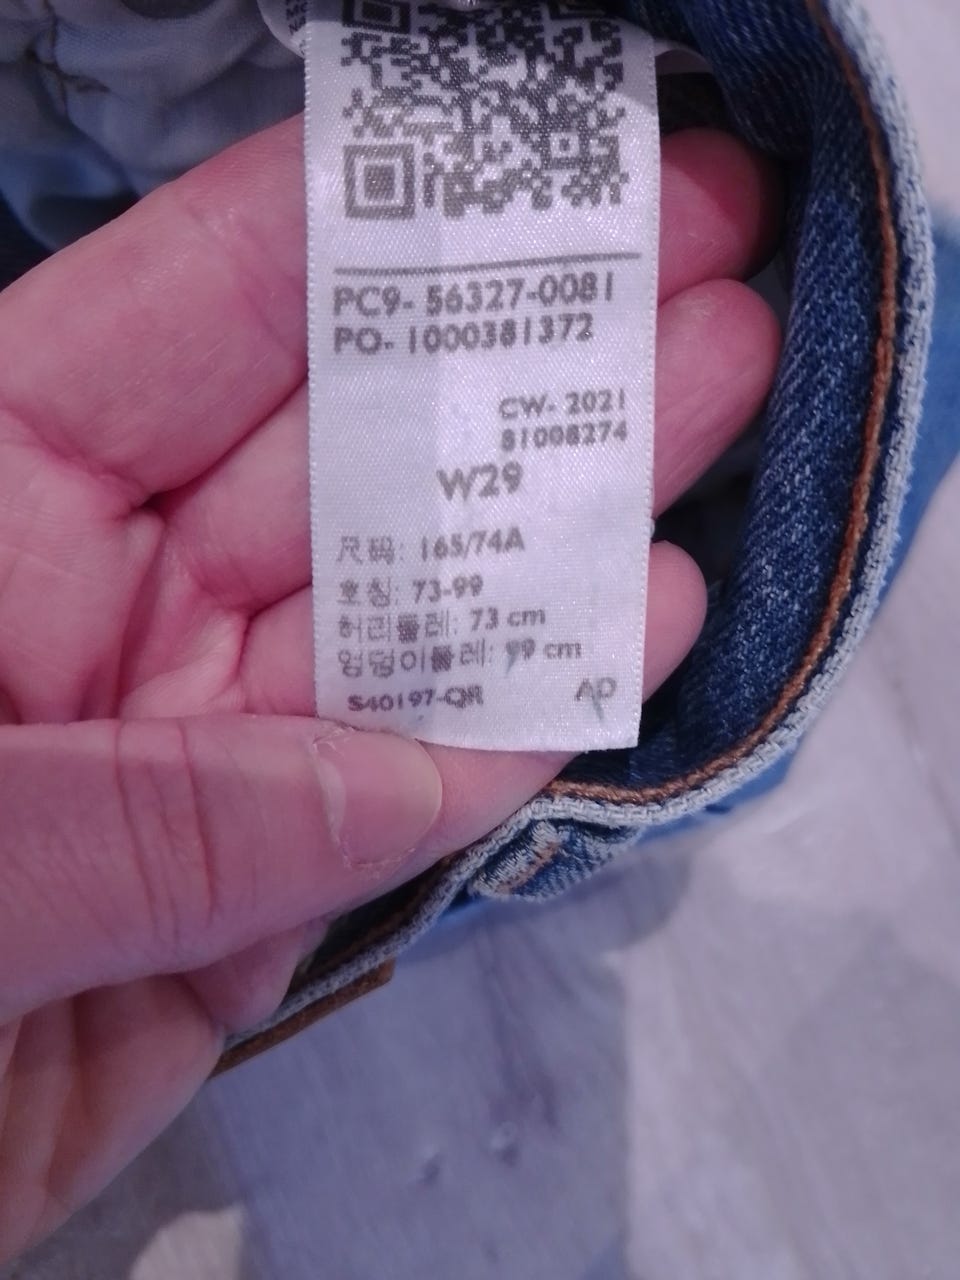 PC9- 56327-0081
PO- 1000381372
CW- 2021
81008274
W29
尺码: 165/74A
호칭: 73-99
허리둘레: 73 cm
엉덩이둘레: 99 cm
S40197-QR AP